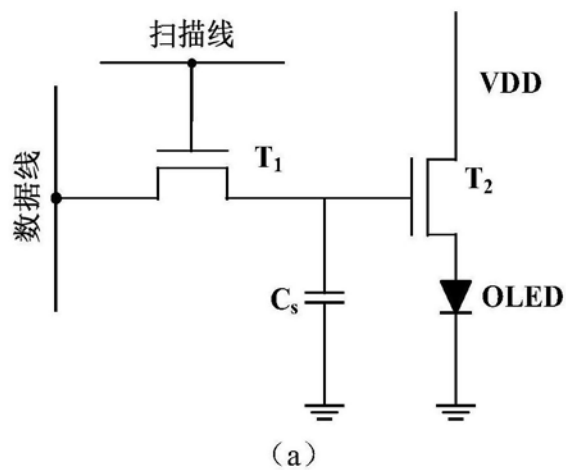 扫描线
VDD
数据线
T₁
T₂
Cₛ
OLED
（a）